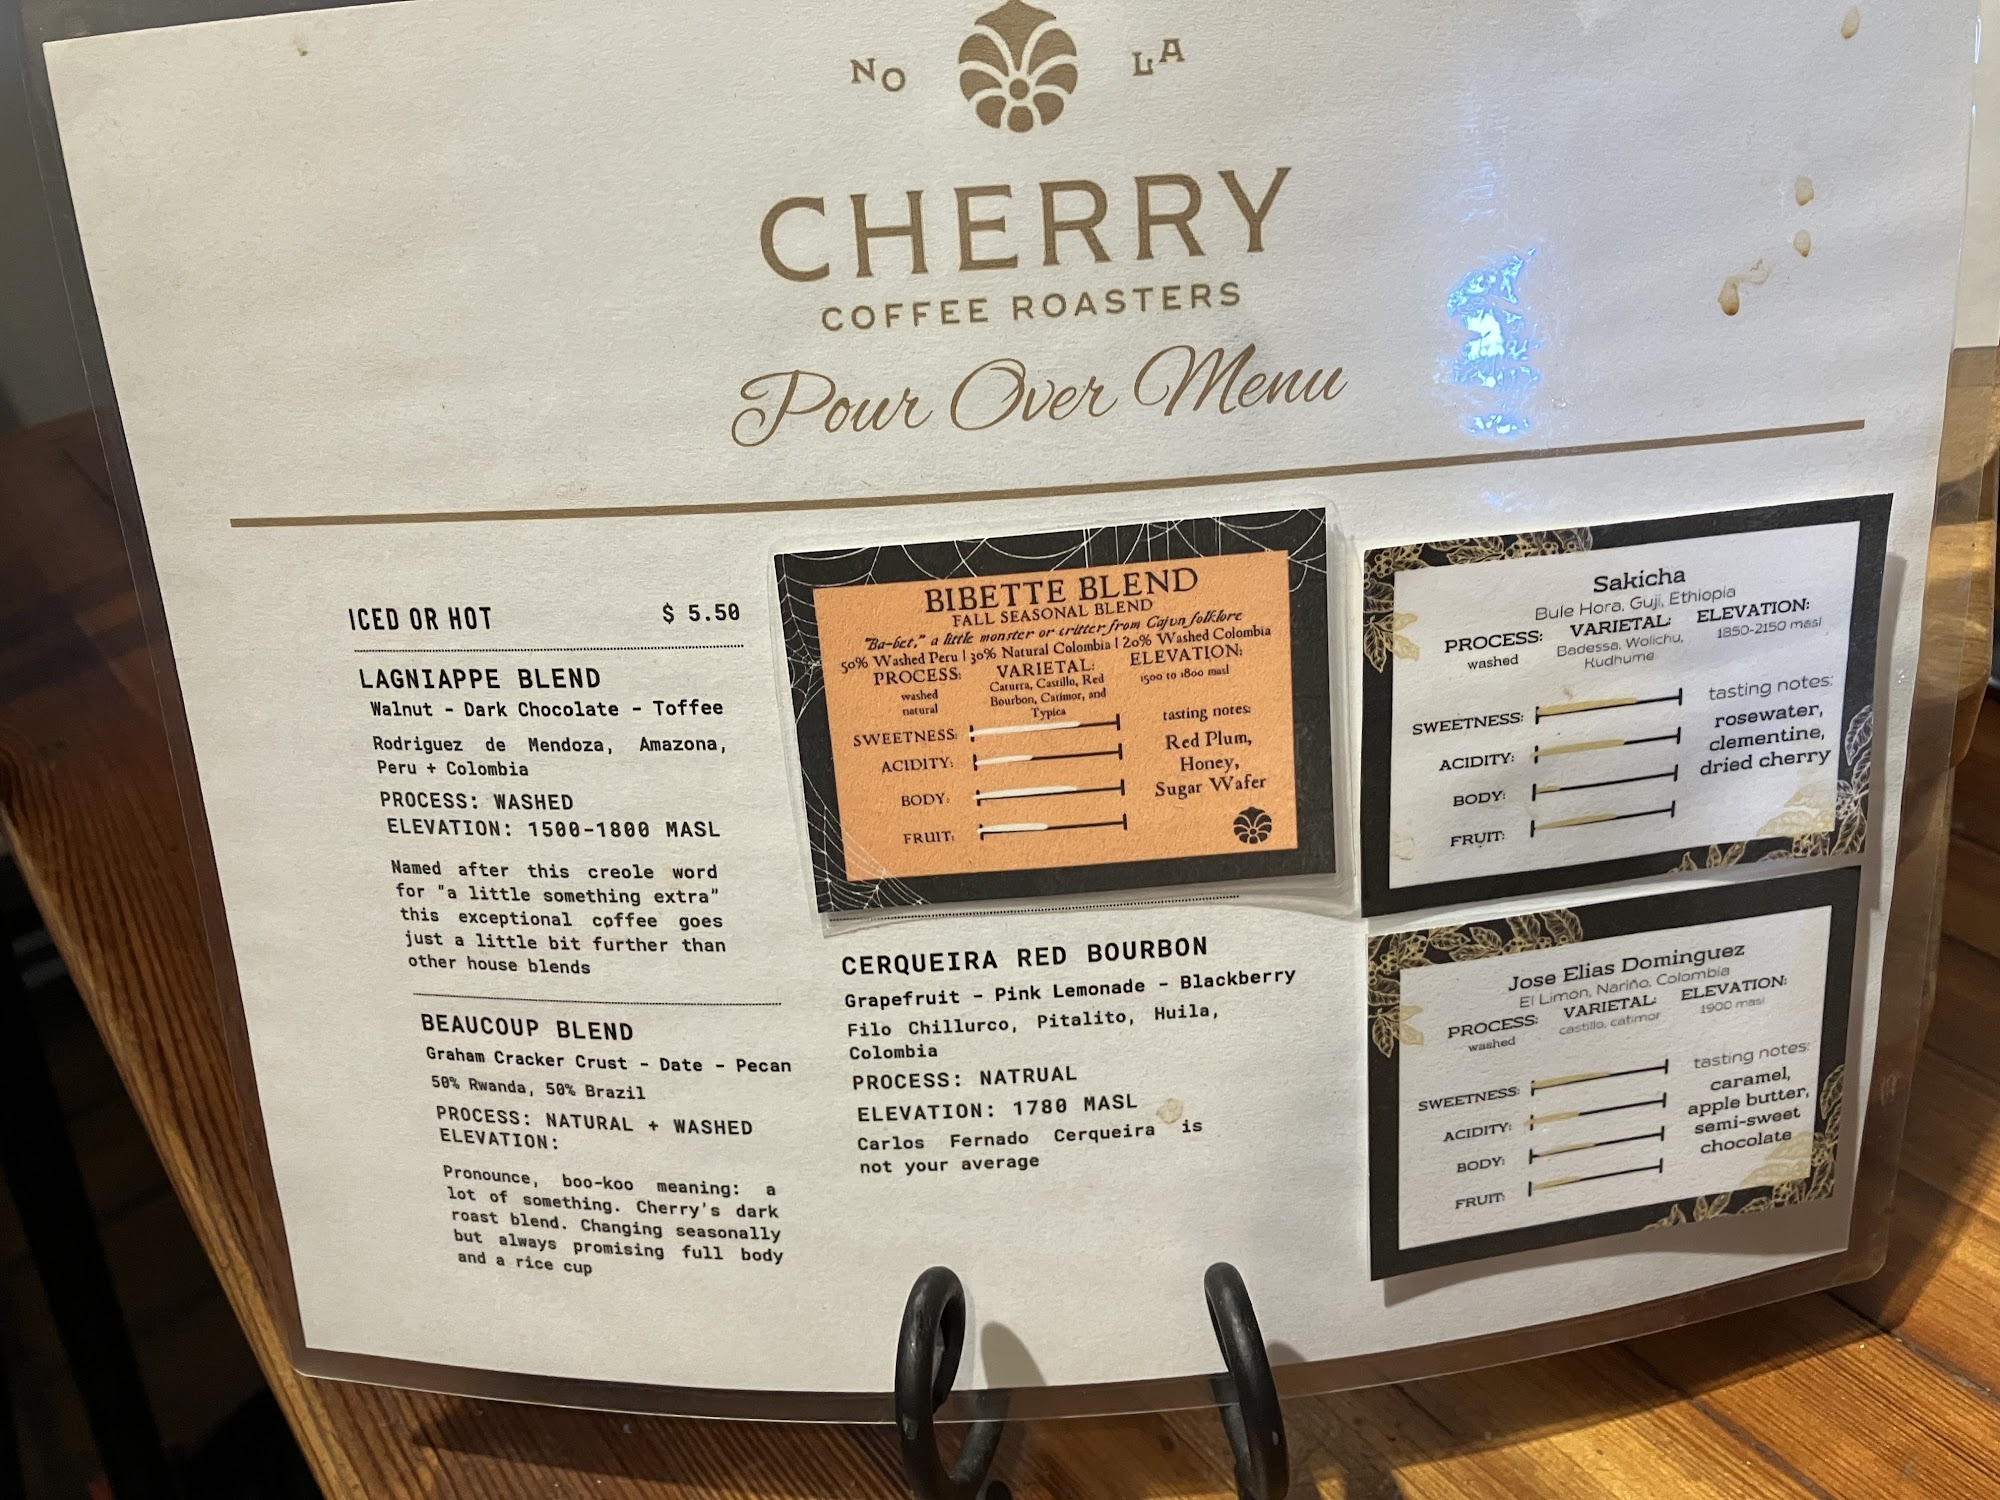 NO LA
CHERRY
COFFEE ROASTERS
Pour Over Menu
ICED OR HOT $ 5.50
LAGNIAPPE BLEND
Walnut - Dark Chocolate - Toffee
Rodriguez de Mendoza, Amazona,
Peru + Colombia
PROCESS: WASHED
ELEVATION: 1500-1800 MASL
Named after this creole word
for "a little something extra"
this exceptional coffee goes
just a little bit further than
other house blends
BEAUCOUP BLEND
Graham Cracker Crust - Date - Pecan
50% Rwanda, 50% Brazil
PROCESS: NATURAL + WASHED
ELEVATION:
Pronounce, boo-koo meaning: a
lot of something. Cherry's dark
roast blend. Changing seasonally
but always promising full body
and a rice cup
BIBETTE BLEND
FALL SEASONAL BLEND
"Ba-bet," a little monster or critter from Cajun folklore
50% Washed Peru | 30% Natural Colombia | 20% Washed Colombia
PROCESS: VARIETAL: ELEVATION:
washed
natural
Caturra, Castillo, Red
Bourbon, Catimor, and
Typica
1500 to 1800 masl
SWEETNESS:
ACIDITY:
BODY:
FRUIT:
tasting notes:
Red Plum,
Honey,
Sugar Wafer
CERQUEIRA RED BOURBON
Grapefruit - Pink Lemonade - Blackberry
Filo Chillurco, Pitalito, Huila,
Colombia
PROCESS: NATRUAL
ELEVATION: 1780 MASL
Carlos Fernado Cerqueira is
not your average
Sakicha
Bule Hora, Guji, Ethiopia
PROCESS: VARIETAL: ELEVATION:
washed
Badessa, Wolichu,
Kudhume
1850-2150 masl
SWEETNESS:
ACIDITY:
BODY:
FRUIT:
tasting notes:
rosewater,
clementine,
dried cherry
Jose Elias Dominguez
El Limón, Nariño, Colombia
PROCESS: VARIETAL: ELEVATION:
washed
castillo, catimor
1900 masl
SWEETNESS:
ACIDITY:
BODY:
FRUIT:
tasting notes:
caramel,
apple butter,
semi-sweet
chocolate